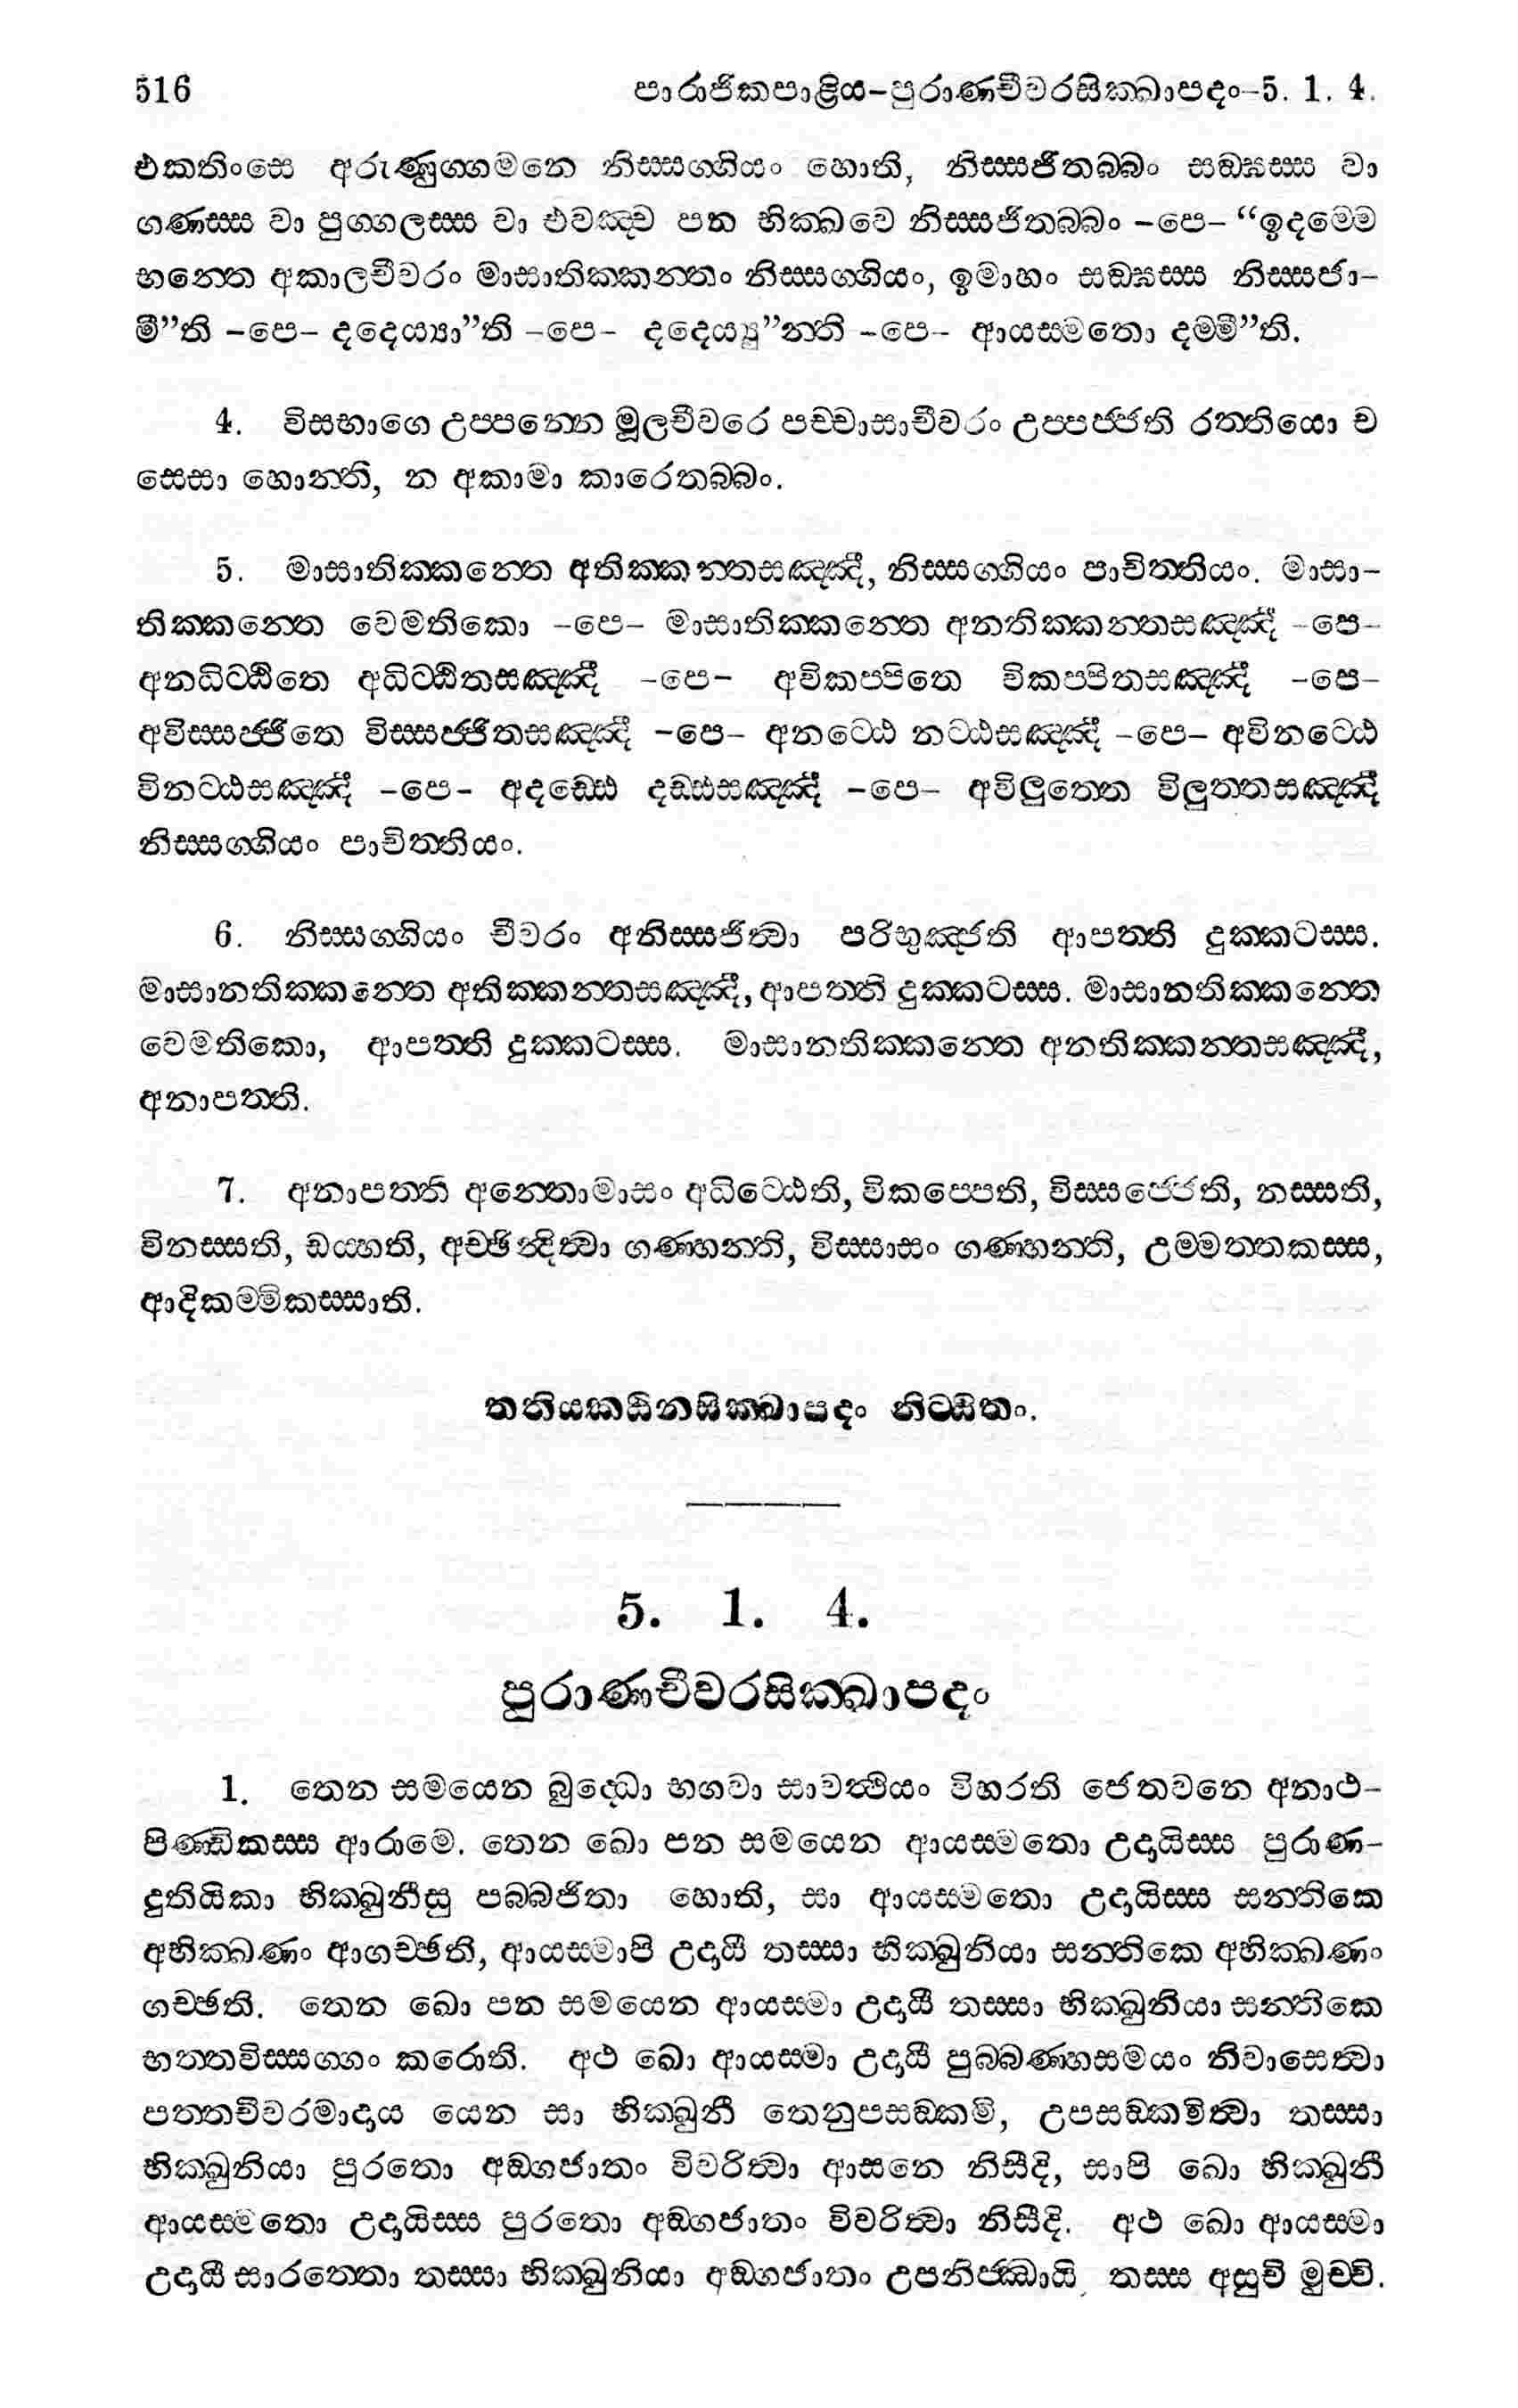 516 පාරාජිකපාළිය-පුරාණචීවරසික්ඛාපදං-5. 1. 4.
එකතිංසෙ අරුණුග්ගමනෙ නිස්සග්ගියං හොති, නිස්සජිතබ්බං සඞ්ඝස්ස වා
ගණස්ස වා පුග්ගලස්ස වා එවඤ්ච පන භික්ඛවෙ නිස්සජිතබ්බං -පෙ- “ඉදම්මෙ
භන්තෙ අකාලචීවරං මාසාතික්කන්තං නිස්සග්ගියං, ඉමාහං සඞ්ඝස්ස නිස්සජා-
මී”ති -පෙ- දදෙය්‍යා”ති -පෙ- දදෙය්‍යු”න්ති -පෙ- ආයස්මතො දම්මී”ති.
4. විසභාගෙ උප්පන්නෙ මූලචීවරෙ පච්චාසාචීවරං උප්පජ්ජති රත්තියො ච
සෙසා හොන්ති, න අකාමා කාරෙතබ්බං.
5. මාසාතික්කන්තෙ අතික්කන්තසඤ්ඤී, නිස්සග්ගියං පාචිත්තියං. මාසා-
තික්කන්තෙ වෙමතිකො -පෙ- මාසාතික්කන්තෙ අනතික්කන්තසඤ්ඤී -පෙ-
අනධිට්ඨිතෙ අධිට්ඨිතසඤ්ඤී -පෙ- අවිකප්පිතෙ විකප්පිතසඤ්ඤී -පෙ-
අවිස්සජ්ජිතෙ විස්සජ්ජිතසඤ්ඤී -පෙ- අනට්ඨෙ නට්ඨසඤ්ඤී -පෙ- අවිනට්ඨෙ
විනට්ඨසඤ්ඤී -පෙ- අදඩ්ඪෙ දඩ්ඪසඤ්ඤී -පෙ- අවිලුත්තෙ විලුත්තසඤ්ඤී
නිස්සග්ගියං පාචිත්තියං.
6. නිස්සග්ගියං චීවරං අනිස්සජිත්‍වා පරිභුඤ්ජති ආපත්ති දුක්කටස්ස.
මාසානතික්කන්තෙ අතික්කන්තසඤ්ඤී, ආපත්ති දුක්කටස්ස. මාසානතික්කන්තෙ
වෙමතිකො, ආපත්ති දුක්කටස්ස. මාසානතික්කන්තෙ අනතික්කන්තසඤ්ඤී,
අනාපත්ති.
7. අනාපත්ති අන්තොමාසං අධිට්ඨෙති, විකප්පෙති, විස්සජ්ජෙති, නස්සති,
විනස්සති, ඩය්හති, අච්ඡින්දිත්‍වා ගණ්හන්ති, විස්සාසං ගණ්හන්ති, උම්මත්තකස්ස,
ආදිකම්මිකස්සාති.
තතියකඨිනසික්ඛාපදං නිට්ඨිතං.
5. 1. 4.
පුරාණචීවරසික්ඛාපදං
1. තෙන සමයෙන බුද්ධො භගවා සාවත්ථියං විහරති ජෙතවනෙ අනාථ-
පිණ්ඩිකස්ස ආරාමෙ. තෙන ඛො පන සමයෙන ආයස්මතො උදායිස්ස පුරාණ-
දුතියිකා භික්ඛුනීසු පබ්බජිතා හොති, සා ආයස්මතො උදායිස්ස සන්තිකෙ
අභික්ඛණං ආගච්ඡති, ආයස්මාපි උදායී තස්සා භික්ඛුනියා සන්තිකෙ අභික්ඛණං
ගච්ඡති. තෙන ඛො පන සමයෙන ආයස්මා උදායී තස්සා භික්ඛුනියා සන්තිකෙ
භත්තවිස්සග්ගං කරොති. අථ ඛො ආයස්මා උදායී පුබ්බණ්හසමයං නිවාසෙත්‍වා
පත්තචීවරමාදාය යෙන සා භික්ඛුනී තෙනුපසඞ්කමි, උපසඞ්කමිත්‍වා තස්සා
භික්ඛුනියා පුරතො අඞ්ගජාතං විවරිත්‍වා ආසනෙ නිසීදි, සාපි ඛො භික්ඛුනී
ආයස්මතො උදායිස්ස පුරතො අඞ්ගජාතං විවරිත්‍වා නිසීදි. අථ ඛො ආයස්මා
උදායී සාරත්තො තස්සා භික්ඛුනියා අඞ්ගජාතං උපනිජ්ඣායි, තස්ස අසුචි මුච්චි.